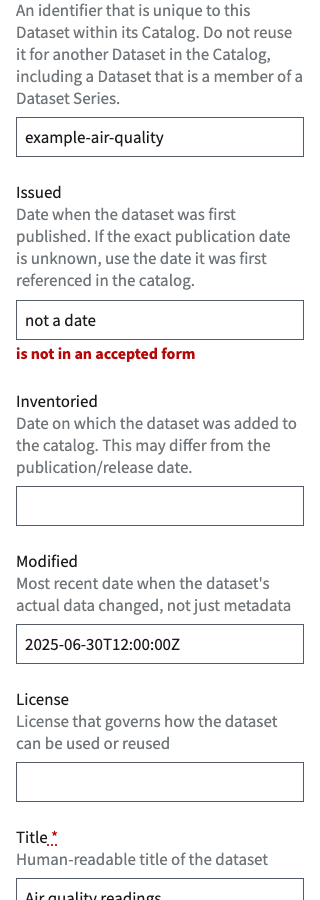 An identifier that is unique to this
Dataset within its Catalog. Do not reuse
it for another Dataset in the Catalog,
including a Dataset that is a member of a
Dataset Series.
example-air-quality
Issued
Date when the dataset was first
published. If the exact publication date
is unknown, use the date it was first
referenced in the catalog.
not a date
is not in an accepted form
Inventoried
Date on which the dataset was added to
the catalog. This may differ from the
publication/release date.
Modified
Most recent date when the dataset's
actual data changed, not just metadata
2025-06-30T12:00:00Z
License
License that governs how the dataset
can be used or reused
Title *
Human-readable title of the dataset
Air quality readings